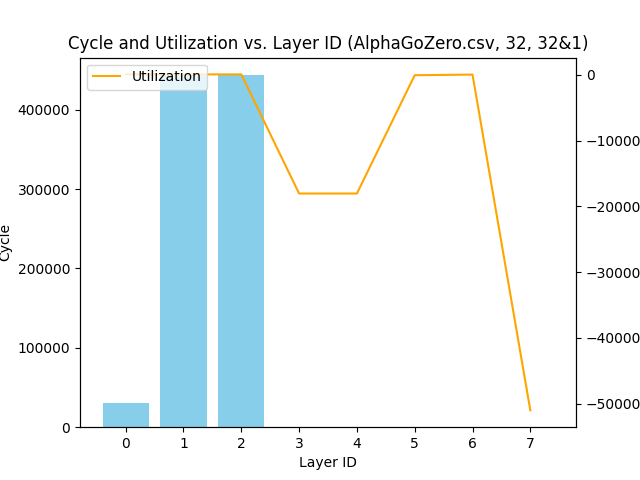 Cycle and Utilization vs. Layer ID (AlphaGoZero.csv, 32, 32&1)
Utilization
400000
300000
200000
100000
0
Cycle
0
−10000
−20000
−30000
−40000
−50000
0 1 2 3 4 5 6 7
Layer ID